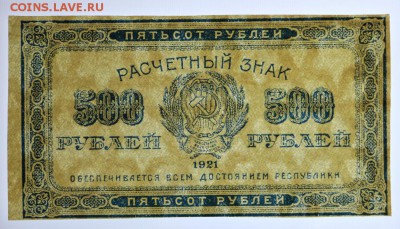 COINS.LAVE.RU
ПЯТЬСОТ РУБЛЕЙ
РАСЧЕТНЫЙ ЗНАК
500 500
РУБЛЕЙ РУБЛЕЙ
1921
ОБЕСПЕЧИВАЕТСЯ ВСЕМ ДОСТОЯНИЕМ РЕСПУБЛИКИ
ПЯТЬСОТ РУБЛЕЙ